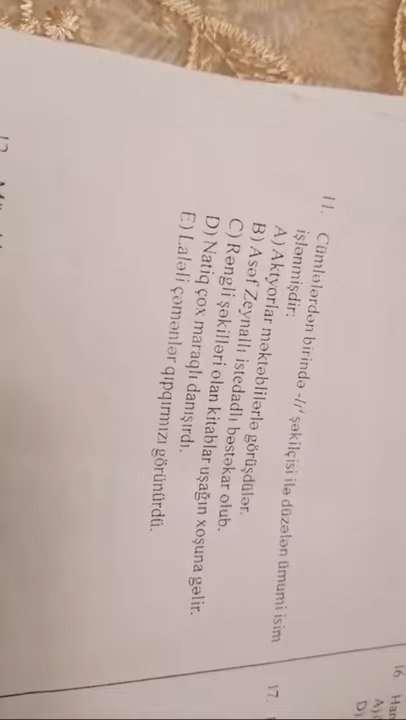 11. Cümlələrdən birində -lı⁴ şəkilçisi ilə düzələn ümumi isim
işlənmişdir:
A) Aktyorlar məktəblilərlə görüşdülər.
B) Asəf Zeynallı istedadlı bəstəkar olub.
C) Rəngli şəkilləri olan kitablar uşağın xoşuna gəlir.
D) Natiq çox maraqlı danışırdı.
E) Laləli çəmənlər qıpqırmızı görünürdü.
16
A)
D)
17.